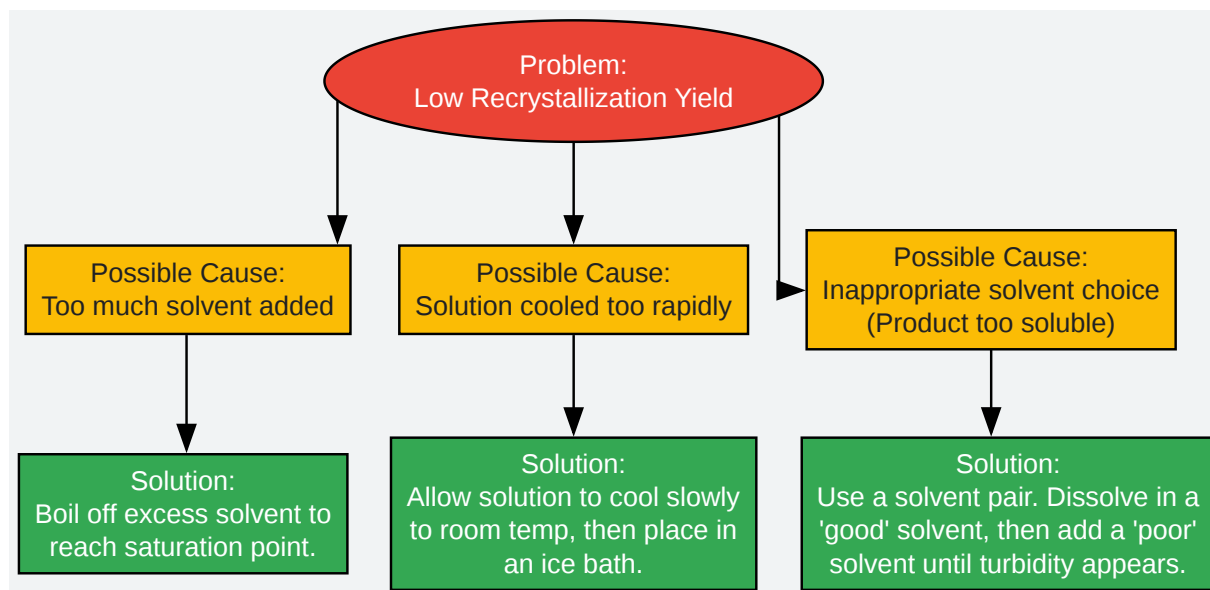 Problem:
Low Recrystallization Yield
Possible Cause:
Too much solvent added
Possible Cause:
Solution cooled too rapidly
Possible Cause:
Inappropriate solvent choice
(Product too soluble)
Solution:
Boil off excess solvent to
reach saturation point.
Solution:
Allow solution to cool slowly
to room temp, then place in
an ice bath.
Solution:
Use a solvent pair. Dissolve in a
'good' solvent, then add a 'poor'
solvent until turbidity appears.